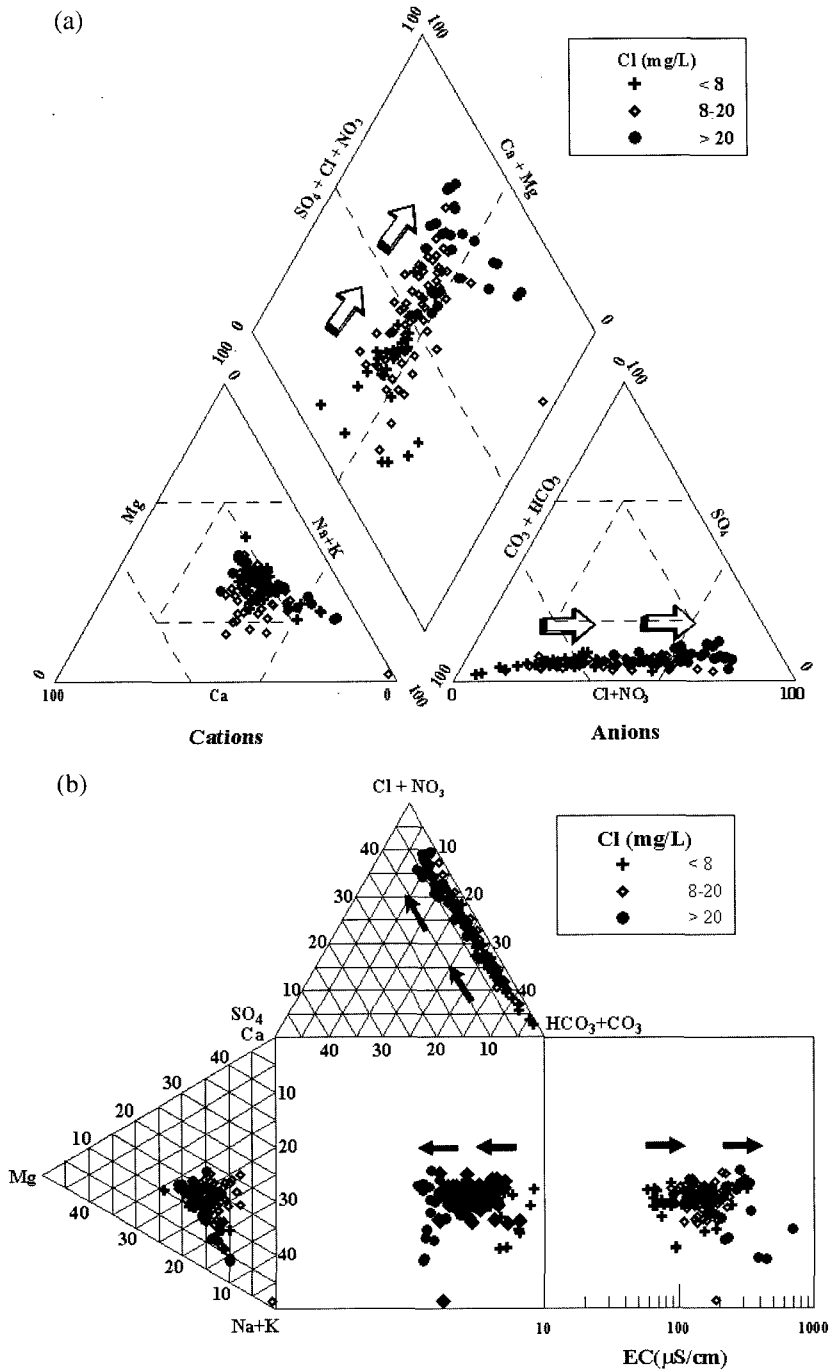 (a)
100 100
Cl (mg/L)
+ < 8
◇ 8-20
● > 20
SO₄ + Cl + NO₃
Ca + Mg
0 0
100 0
0 100
Mg
Na+K
CO₃ + HCO₃
SO₄
0 100
Ca
0 100
100 0
Cl+NO₃
0 100
Cations
Anions
(b)
Cl + NO₃
Cl (mg/L)
+ < 8
◇ 8-20
● > 20
40 10
30 20
20 30
10 40
SO₄
HCO₃+CO₃
Ca
40 30 20 10
40
30 10
20
10 20
Mg
30
40
30 40
20
10
Na+K
10 100 1000
EC(µS/cm)